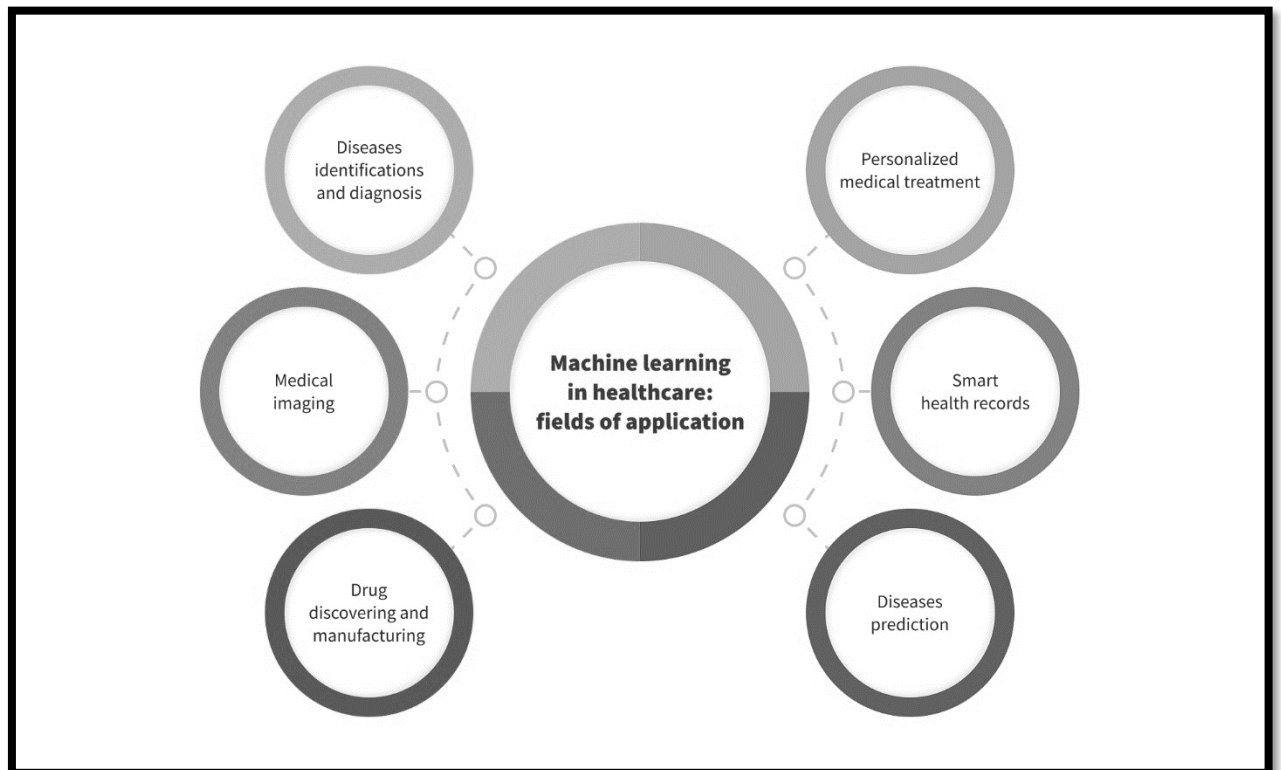 Diseases
identifications
and diagnosis
Personalized
medical treatment
Machine learning
in healthcare:
fields of application
Medical
imaging
Smart
health records
Drug
discovering and
manufacturing
Diseases
prediction